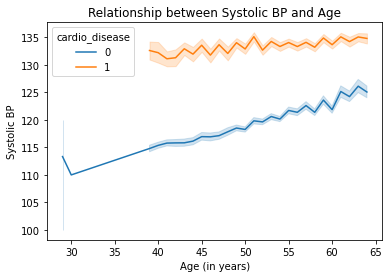 Relationship between Systolic BP and Age
cardio_disease
0
1
135
130
125
120
115
110
105
100
Systolic BP
30 35 40 45 50 55 60 65
Age (in years)